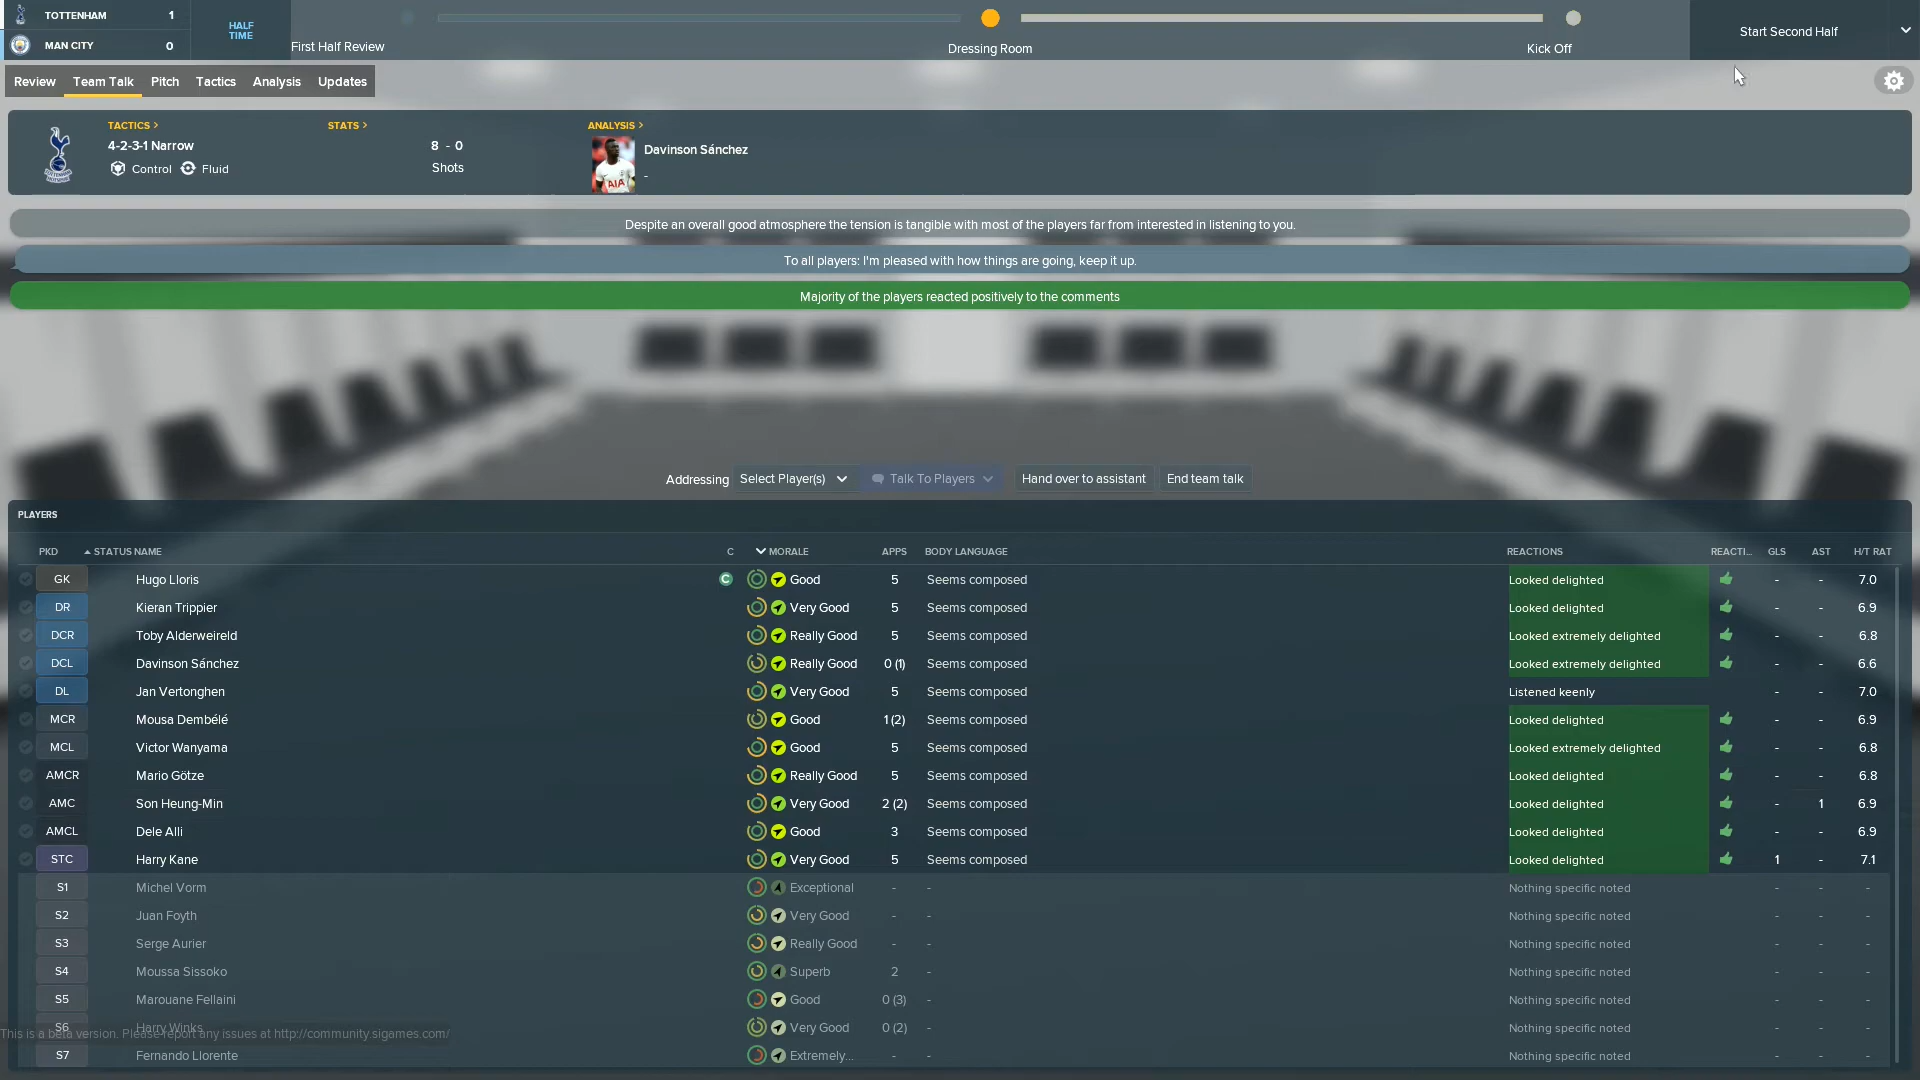 TOTTENHAM 1
MAN CITY 0
HALF TIME
First Half Review
Dressing Room
Kick Off
Start Second Half
Review Team Talk Pitch Tactics Analysis Updates
TACTICS > STATS > ANALYSIS >
4-2-3-1 Narrow 8 - 0 Davinson Sánchez
Control Fluid Shots -
AIA
Despite an overall good atmosphere the tension is tangible with most of the players far from interested in listening to you.
To all players: I'm pleased with how things are going, keep it up.
Majority of the players reacted positively to the comments
Addressing Select Player(s) Talk To Players Hand over to assistant End team talk
PLAYERS
PKD STATUS NAME C MORALE APPS BODY LANGUAGE REACTIONS REACTI... GLS AST H/T RAT
GK Hugo Lloris C Good 5 Seems composed Looked delighted - - 7.0
DR Kieran Trippier Very Good 5 Seems composed Looked delighted - - 6.9
DCR Toby Alderweireld Really Good 5 Seems composed Looked extremely delighted - - 6.8
DCL Davinson Sánchez Really Good 0 (1) Seems composed Looked extremely delighted - - 6.6
DL Jan Vertonghen Very Good 5 Seems composed Listened keenly - - 7.0
MCR Mousa Dembélé Good 1 (2) Seems composed Looked delighted - - 6.9
MCL Victor Wanyama Good 5 Seems composed Looked extremely delighted - - 6.8
AMCR Mario Götze Really Good 5 Seems composed Looked delighted - - 6.8
AMC Son Heung-Min Very Good 2 (2) Seems composed Looked delighted - 1 6.9
AMCL Dele Alli Good 3 Seems composed Looked delighted - - 6.9
STC Harry Kane Very Good 5 Seems composed Looked delighted 1 - 7.1
S1 Michel Vorm Exceptional - - Nothing specific noted - - -
S2 Juan Foyth Very Good - - Nothing specific noted - - -
S3 Serge Aurier Really Good - - Nothing specific noted - - -
S4 Moussa Sissoko Superb 2 - Nothing specific noted - - -
S5 Marouane Fellaini Good 0 (3) - Nothing specific noted - - -
S6 Harry Winks Very Good 0 (2) - Nothing specific noted - - -
This is a beta version. Please report any issues at http://community.sigames.com/
S7 Fernando Llorente Extremely... - - Nothing specific noted - - -